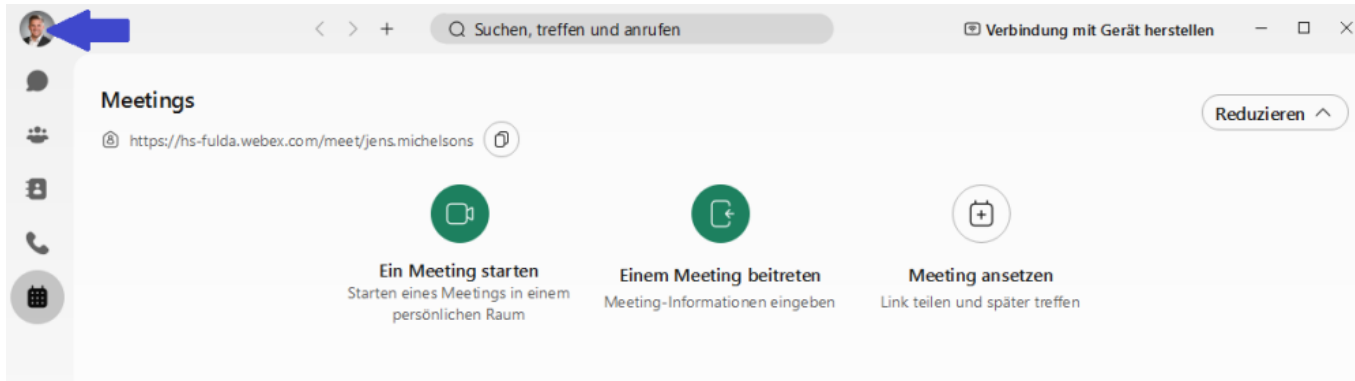 Suchen, treffen und anrufen
Verbindung mit Gerät herstellen
Meetings
Reduzieren
https://hs-fulda.webex.com/meet/jens.michelsons
Ein Meeting starten
Starten eines Meetings in einem
persönlichen Raum
Einem Meeting beitreten
Meeting-Informationen eingeben
Meeting ansetzen
Link teilen und später treffen